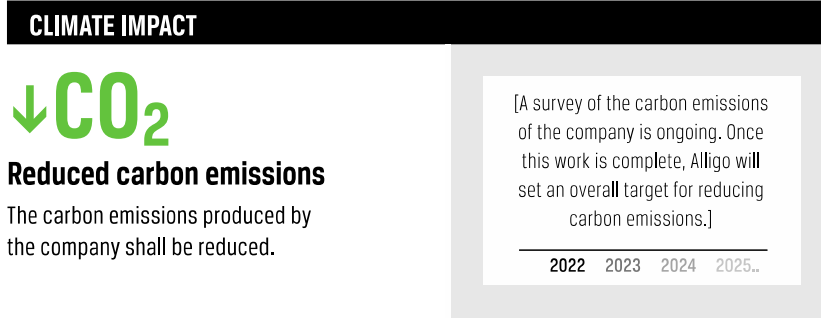 CLIMATE IMPACT
↓CO₂
Reduced carbon emissions
The carbon emissions produced by
the company shall be reduced.
[A survey of the carbon emissions
of the company is ongoing. Once
this work is complete, Alligo will
set an overall target for reducing
carbon emissions.]
2022 2023 2024 2025..